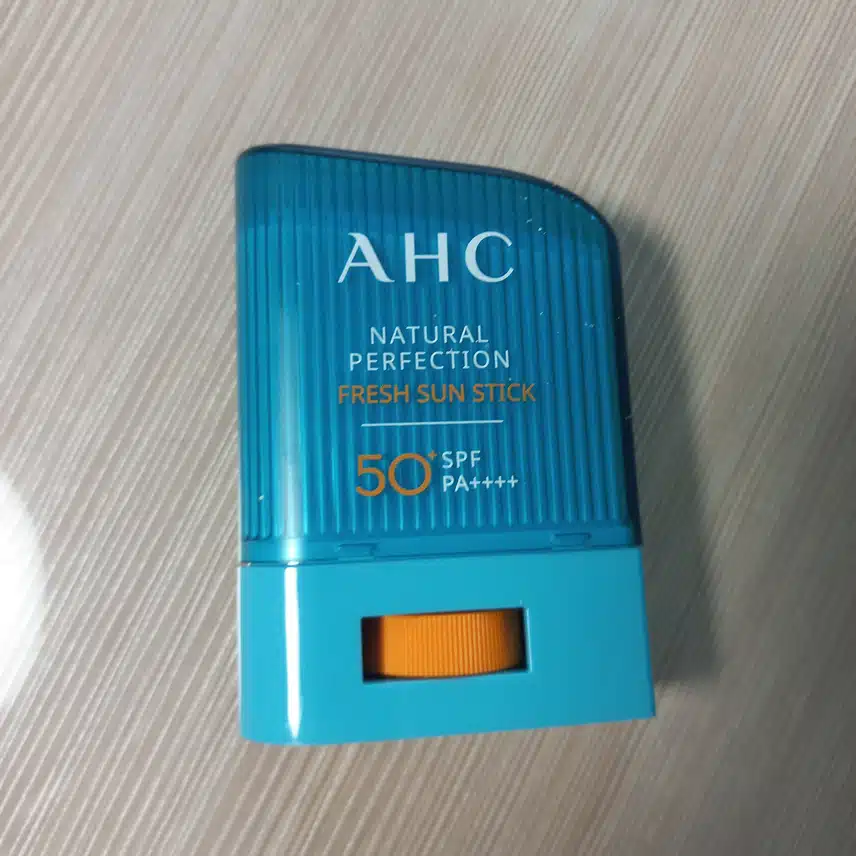 AHC
NATURAL
PERFECTION
FRESH SUN STICK
50+ SPF
PA++++